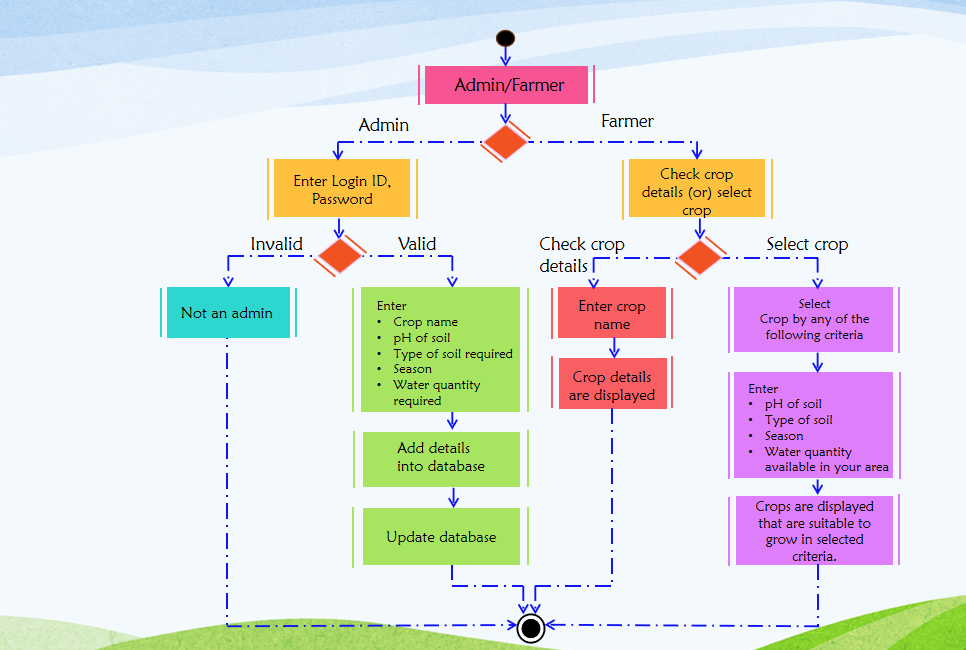 Admin/Farmer
Admin
Farmer
Enter Login ID,
Password
Check crop
details (or) select
crop
Invalid
Valid
Check crop
details
Select crop
Not an admin
Enter
• Crop name
• pH of soil
• Type of soil required
• Season
• Water quantity
required
Enter crop
name
Select
Crop by any of the
following criteria
Crop details
are displayed
Enter
• pH of soil
• Type of soil
• Season
• Water quantity
available in your area
Add details
into database
Update database
Crops are displayed
that are suitable to
grow in selected
criteria.